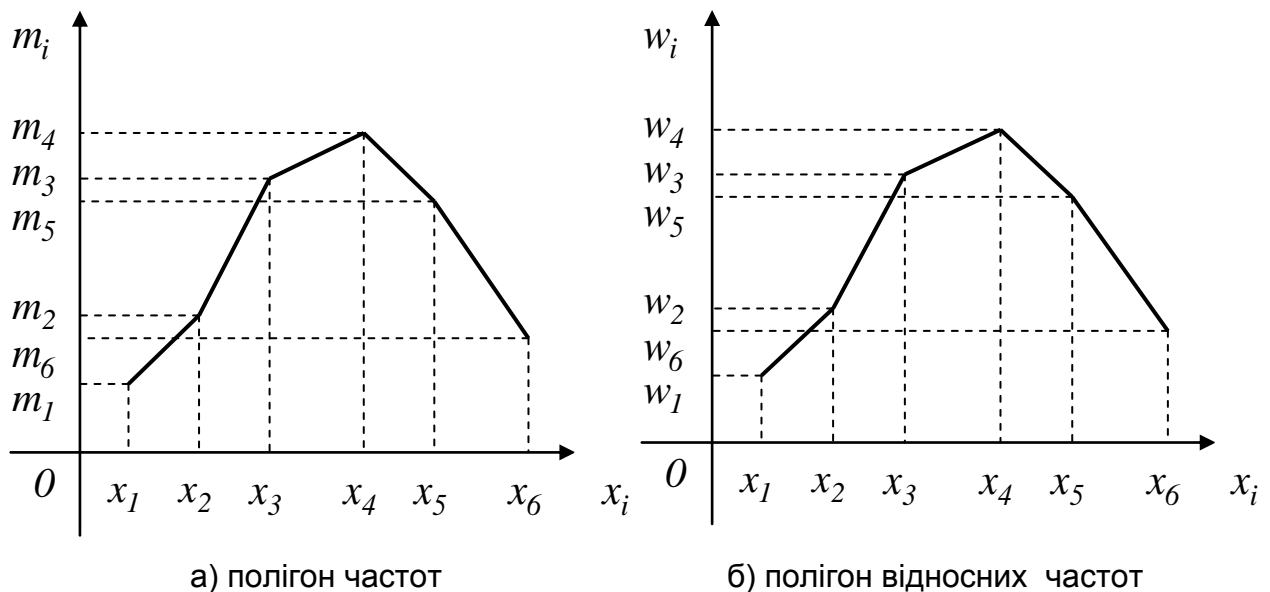 m_i
m_4
m_3
m_5
m_2
m_6
m_1
0 x_1 x_2 x_3 x_4 x_5 x_6 x_i
а) полігон частот
w_i
w_4
w_3
w_5
w_2
w_6
w_1
0 x_1 x_2 x_3 x_4 x_5 x_6 x_i
б) полігон відносних частот